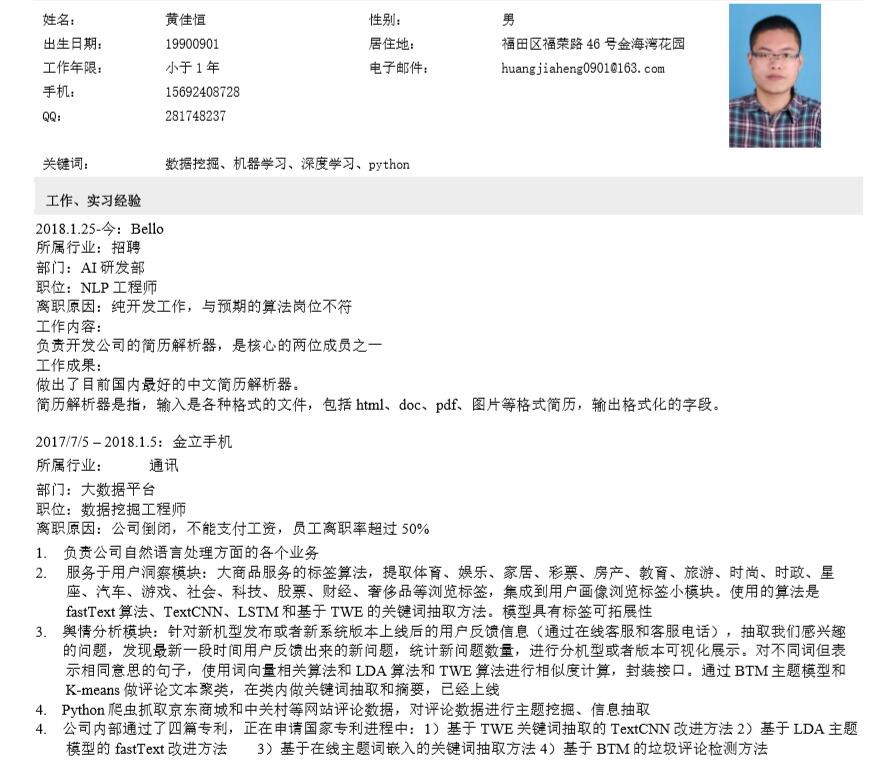 姓名： 黄佳恒 性别： 男
出生日期： 19900901 居住地： 福田区福荣路 46 号金海湾花园
工作年限： 小于 1 年 电子邮件： huangjiaheng0901@163.com
手机： 15692408728
QQ： 281748237
关键词： 数据挖掘、机器学习、深度学习、python
工作、实习经验
2018.1.25-今：Bello
所属行业：招聘
部门：AI 研发部
职位：NLP 工程师
离职原因：纯开发工作，与预期的算法岗位不符
工作内容：
负责开发公司的简历解析器，是核心的两位成员之一
工作成果：
做出了目前国内最好的中文简历解析器。
简历解析器是指，输入是各种格式的文件，包括 html、doc、pdf、图片等格式简历，输出格式化的字段。
2017/7/5 – 2018.1.5：金立手机
所属行业： 通讯
部门：大数据平台
职位：数据挖掘工程师
离职原因：公司倒闭，不能支付工资，员工离职率超过 50%
1. 负责公司自然语言处理方面的各个业务
2. 服务于用户洞察模块：大商品服务的标签算法，提取体育、娱乐、家居、彩票、房产、教育、旅游、时尚、时政、星
座、汽车、游戏、社会、科技、股票、财经、奢侈品等浏览标签，集成到用户画像浏览标签小模块。使用的算法是
fastText 算法、TextCNN、LSTM 和基于 TWE 的关键词抽取方法。模型具有标签可拓展性
3. 舆情分析模块：针对新机型发布或者新系统版本上线后的用户反馈信息（通过在线客服和客服电话），抽取我们感兴趣
的问题，发现最新一段时间用户反馈出来的新问题，统计新问题数量，进行分机型或者版本可视化展示。对不同词但表
示相同意思的句子，使用词向量相关算法和 LDA 算法和 TWE 算法进行相似度计算，封装接口。通过 BTM 主题模型和
K-means 做评论文本聚类，在类内做关键词抽取和摘要，已经上线
4. Python 爬虫抓取京东商城和中关村等网站评论数据，对评论数据进行主题挖掘、信息抽取
4. 公司内部通过了四篇专利，正在申请国家专利进程中：1）基于 TWE 关键词抽取的 TextCNN 改进方法 2）基于 LDA 主题
模型的 fastText 改进方法 3）基于在线主题词嵌入的关键词抽取方法 4）基于 BTM 的垃圾评论检测方法